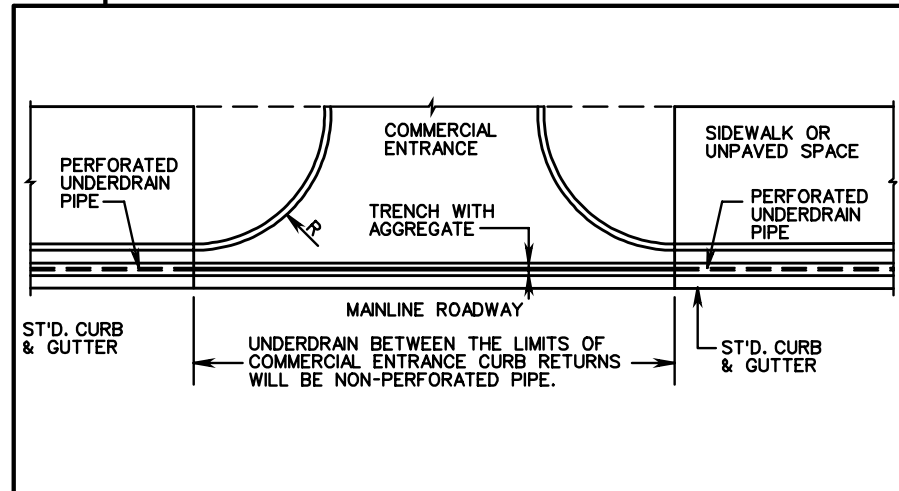 COMMERCIAL
ENTRANCE
SIDEWALK OR
UNPAVED SPACE
PERFORATED
UNDERDRAIN
PIPE
TRENCH WITH
AGGREGATE
PERFORATED
UNDERDRAIN
PIPE
R
MAINLINE ROADWAY
ST'D. CURB
& GUTTER
UNDERDRAIN BETWEEN THE LIMITS OF
COMMERCIAL ENTRANCE CURB RETURNS
WILL BE NON-PERFORATED PIPE.
ST'D. CURB
& GUTTER